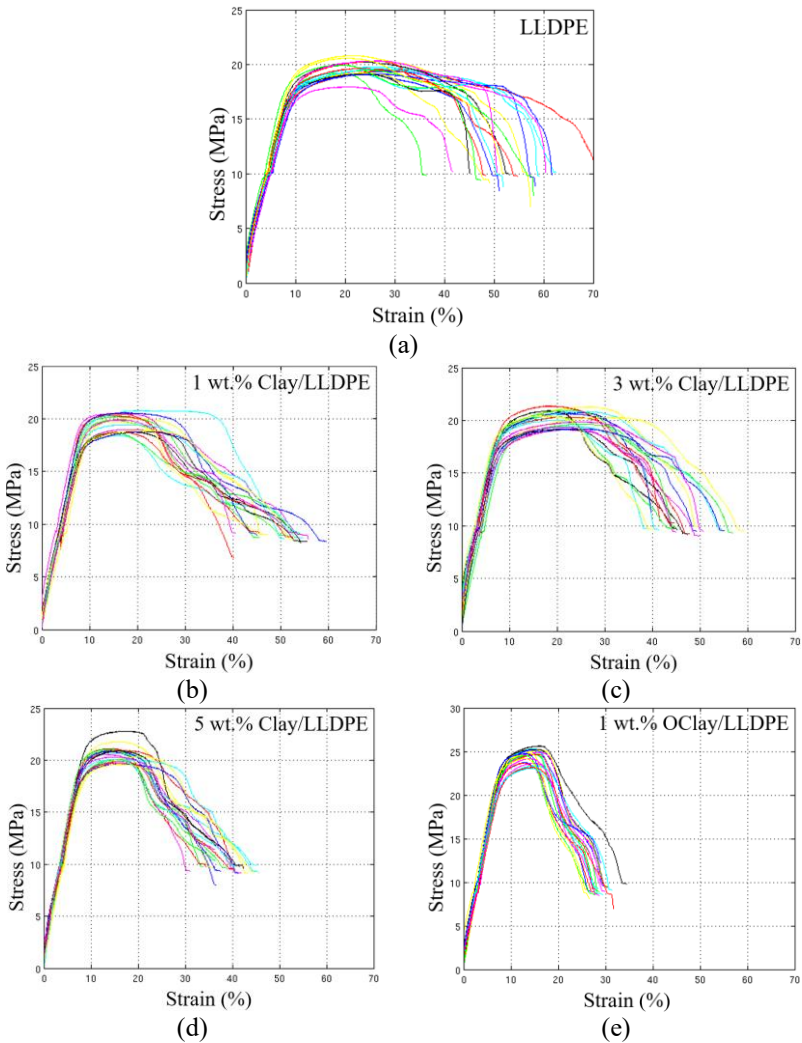 LLDPE
25
20
15
10
5
0
Stress (MPa)
0 10 20 30 40 50 60 70
Strain (%)
(a)
1 wt.% Clay/LLDPE
25
20
15
10
5
0
Stress (MPa)
0 10 20 30 40 50 60 70
Strain (%)
(b)
3 wt.% Clay/LLDPE
25
20
15
10
5
0
Stress (MPa)
0 10 20 30 40 50 60 70
Strain (%)
(c)
5 wt.% Clay/LLDPE
25
20
15
10
5
0
Stress (MPa)
0 10 20 30 40 50 60 70
Strain (%)
(d)
1 wt.% OClay/LLDPE
30
25
20
15
10
5
0
Stress (MPa)
0 10 20 30 40 50 60 70
Strain (%)
(e)